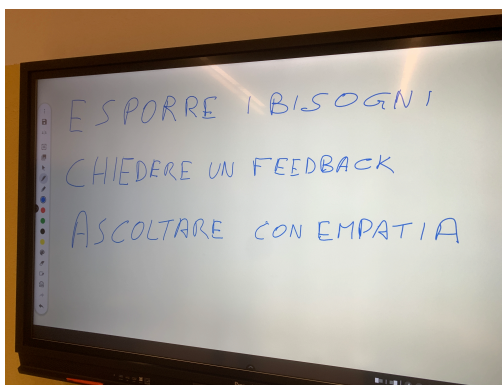 ESPORRE I BISOGNI
CHIEDERE UN FEEDBACK
ASCOLTARE CON EMPATIA